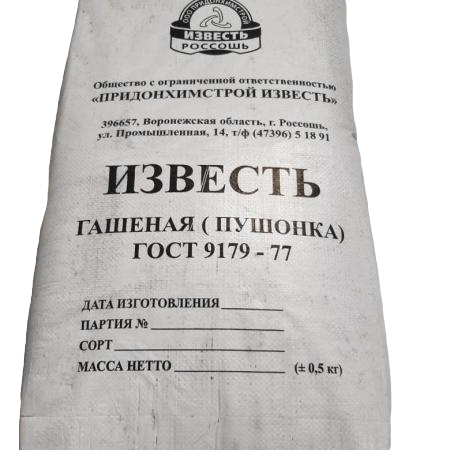 ООО ПРИДОНХИМСТРОЙ
ИЗВЕСТЬ
РОССОШЬ
Общество с ограниченной ответственностью
«ПРИДОНХИМСТРОЙ ИЗВЕСТЬ»
396657, Воронежская область, г. Россошь,
ул. Промышленная, 14, т/ф (47396) 5 18 91
ИЗВЕСТЬ
ГАШЕНАЯ ( ПУШОНКА)
ГОСТ 9179 - 77
ДАТА ИЗГОТОВЛЕНИЯ
ПАРТИЯ №
СОРТ
МАССА НЕТТО (± 0,5 кг)